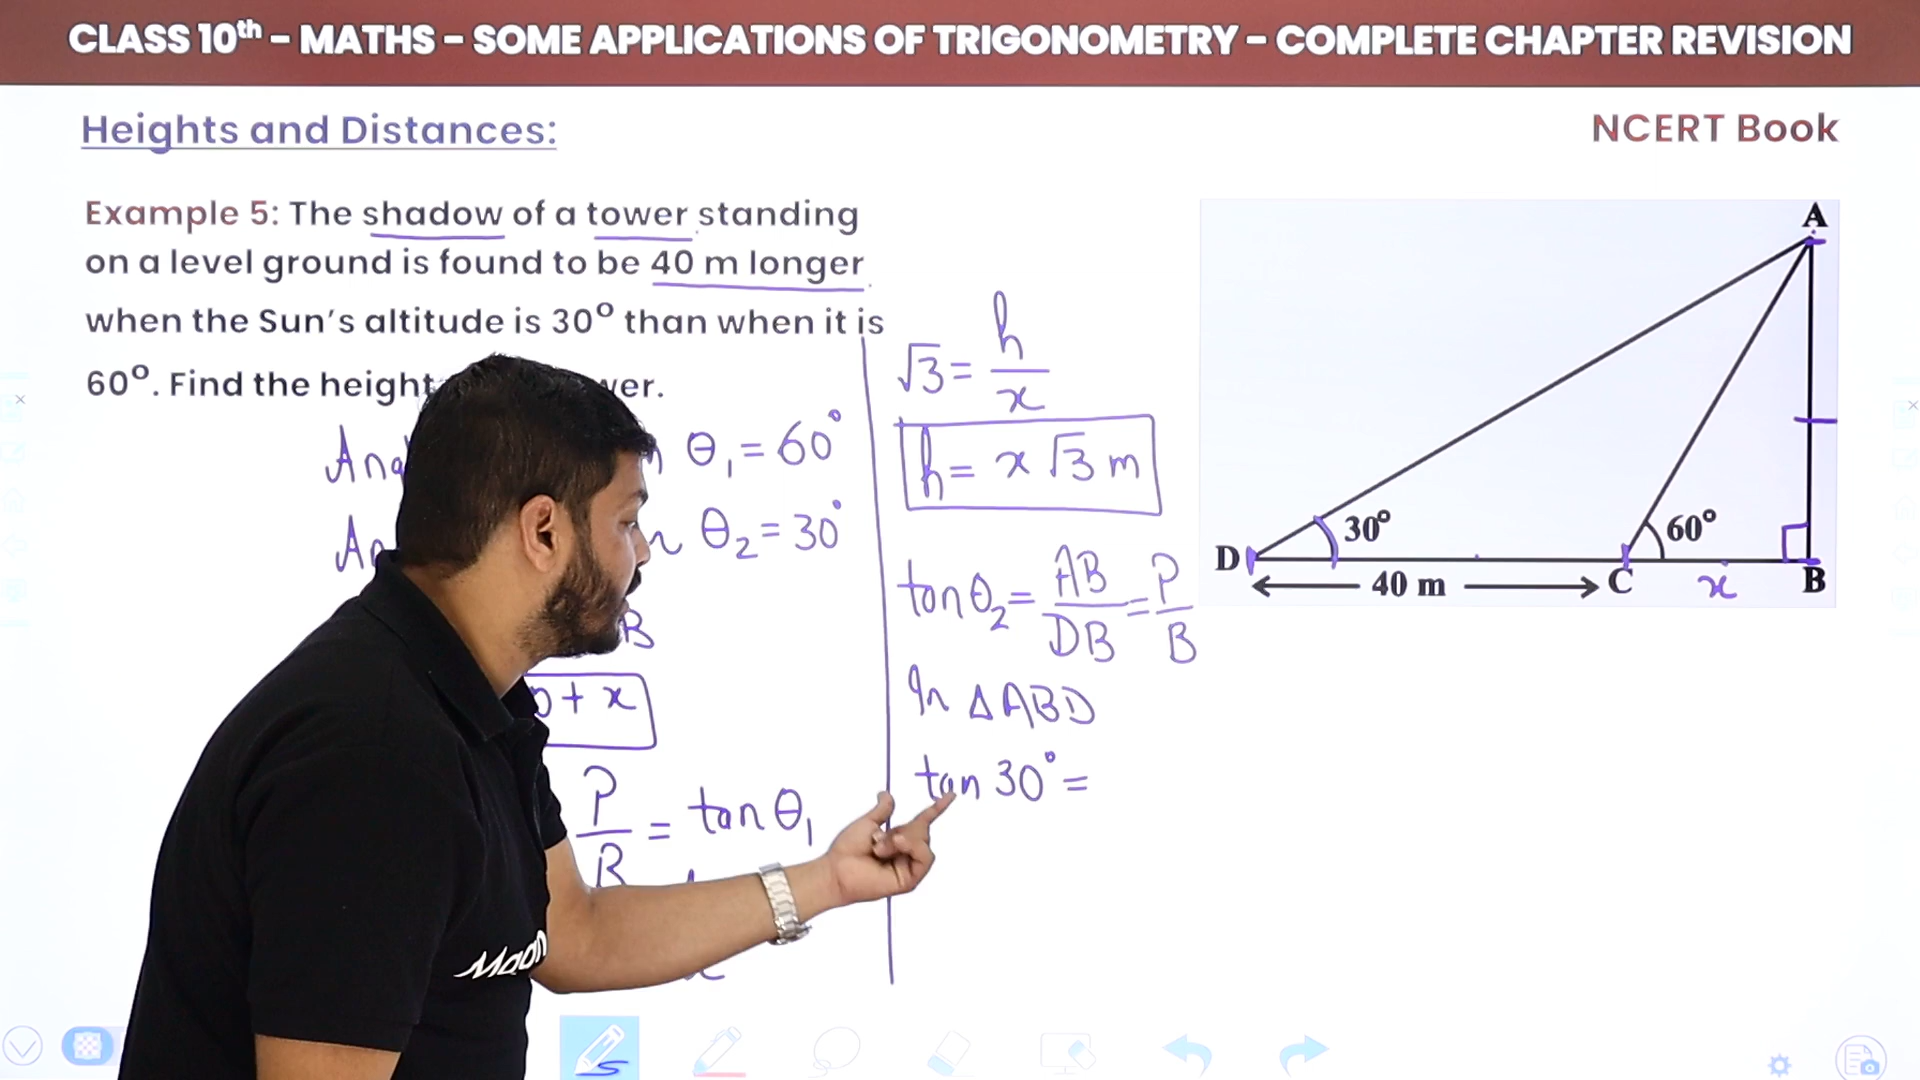 CLASS 10th – MATHS – SOME APPLICATIONS OF TRIGONOMETRY – COMPLETE CHAPTER REVISION
Heights and Distances:
NCERT Book
Example 5: The shadow of a tower standing
on a level ground is found to be 40 m longer
when the Sun's altitude is 30° than when it is
60°. Find the height
θ₁ = 60°
θ₂ = 30°
B
+ x
P/B = tan θ₁
√3 = h/x
h = x √3 m
tan θ₂ = AB/DB = P/B
In Δ ABD
tan 30° =
A
30°
60°
D
40 m
C
x
B